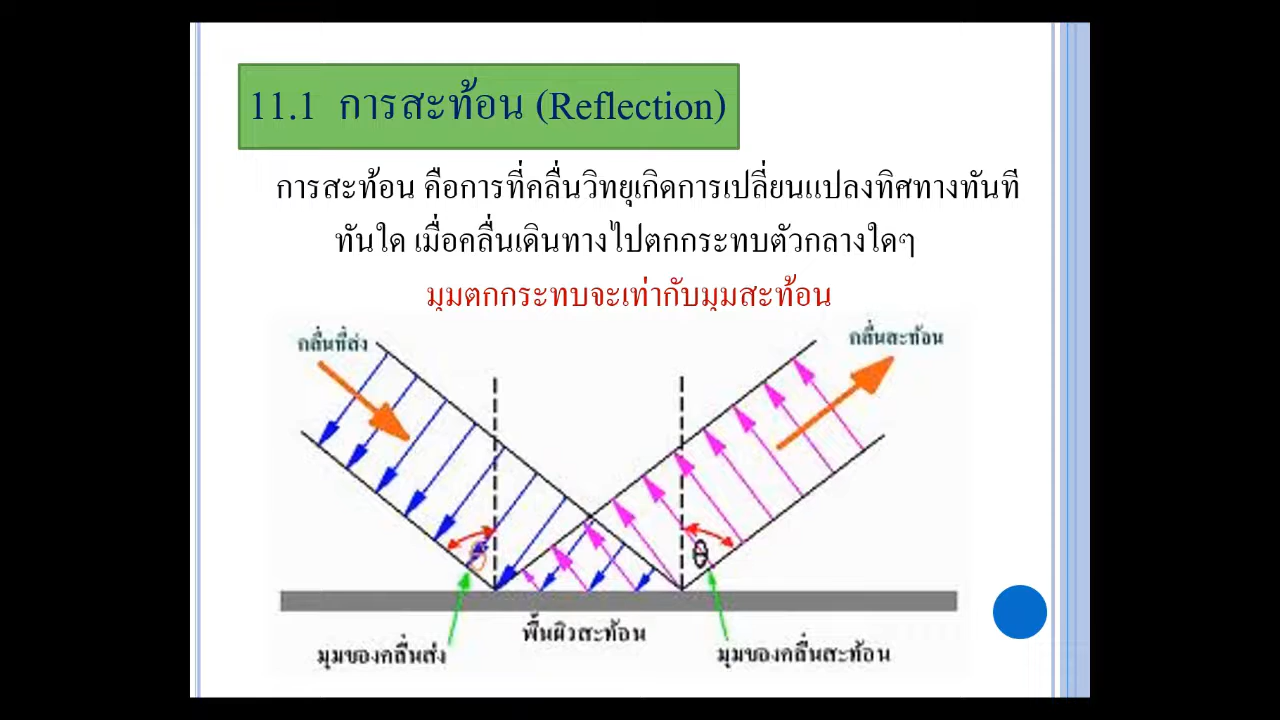 11.1 การสะท้อน (Reflection)
การสะท้อน คือการที่คลื่นวิทยุเกิดการเปลี่ยนแปลงทิศทางทันที
ทันใด เมื่อคลื่นเดินทางไปตกกระทบตัวกลางใดๆ
มุมตกกระทบจะเท่ากับมุมสะท้อน
คลื่นที่ส่ง
คลื่นสะท้อน
θ
θ
พื้นผิวสะท้อน
มุมของคลื่นส่ง
มุมของคลื่นสะท้อน